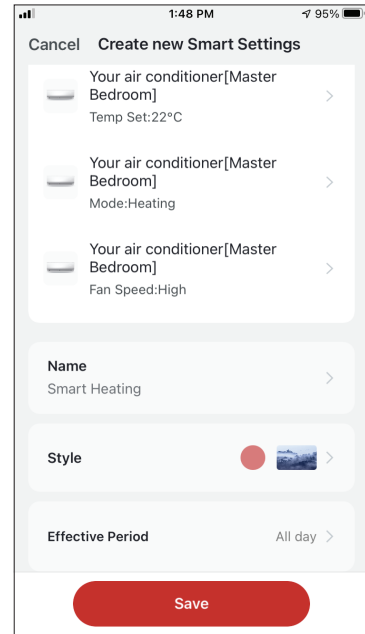 1:48 PM
95%
Cancel
Create new Smart Settings
Your air conditioner[Master
Bedroom]
Temp Set:22°C
Your air conditioner[Master
Bedroom]
Mode:Heating
Your air conditioner[Master
Bedroom]
Fan Speed:High
Name
Smart Heating
Style
Effective Period
All day
Save